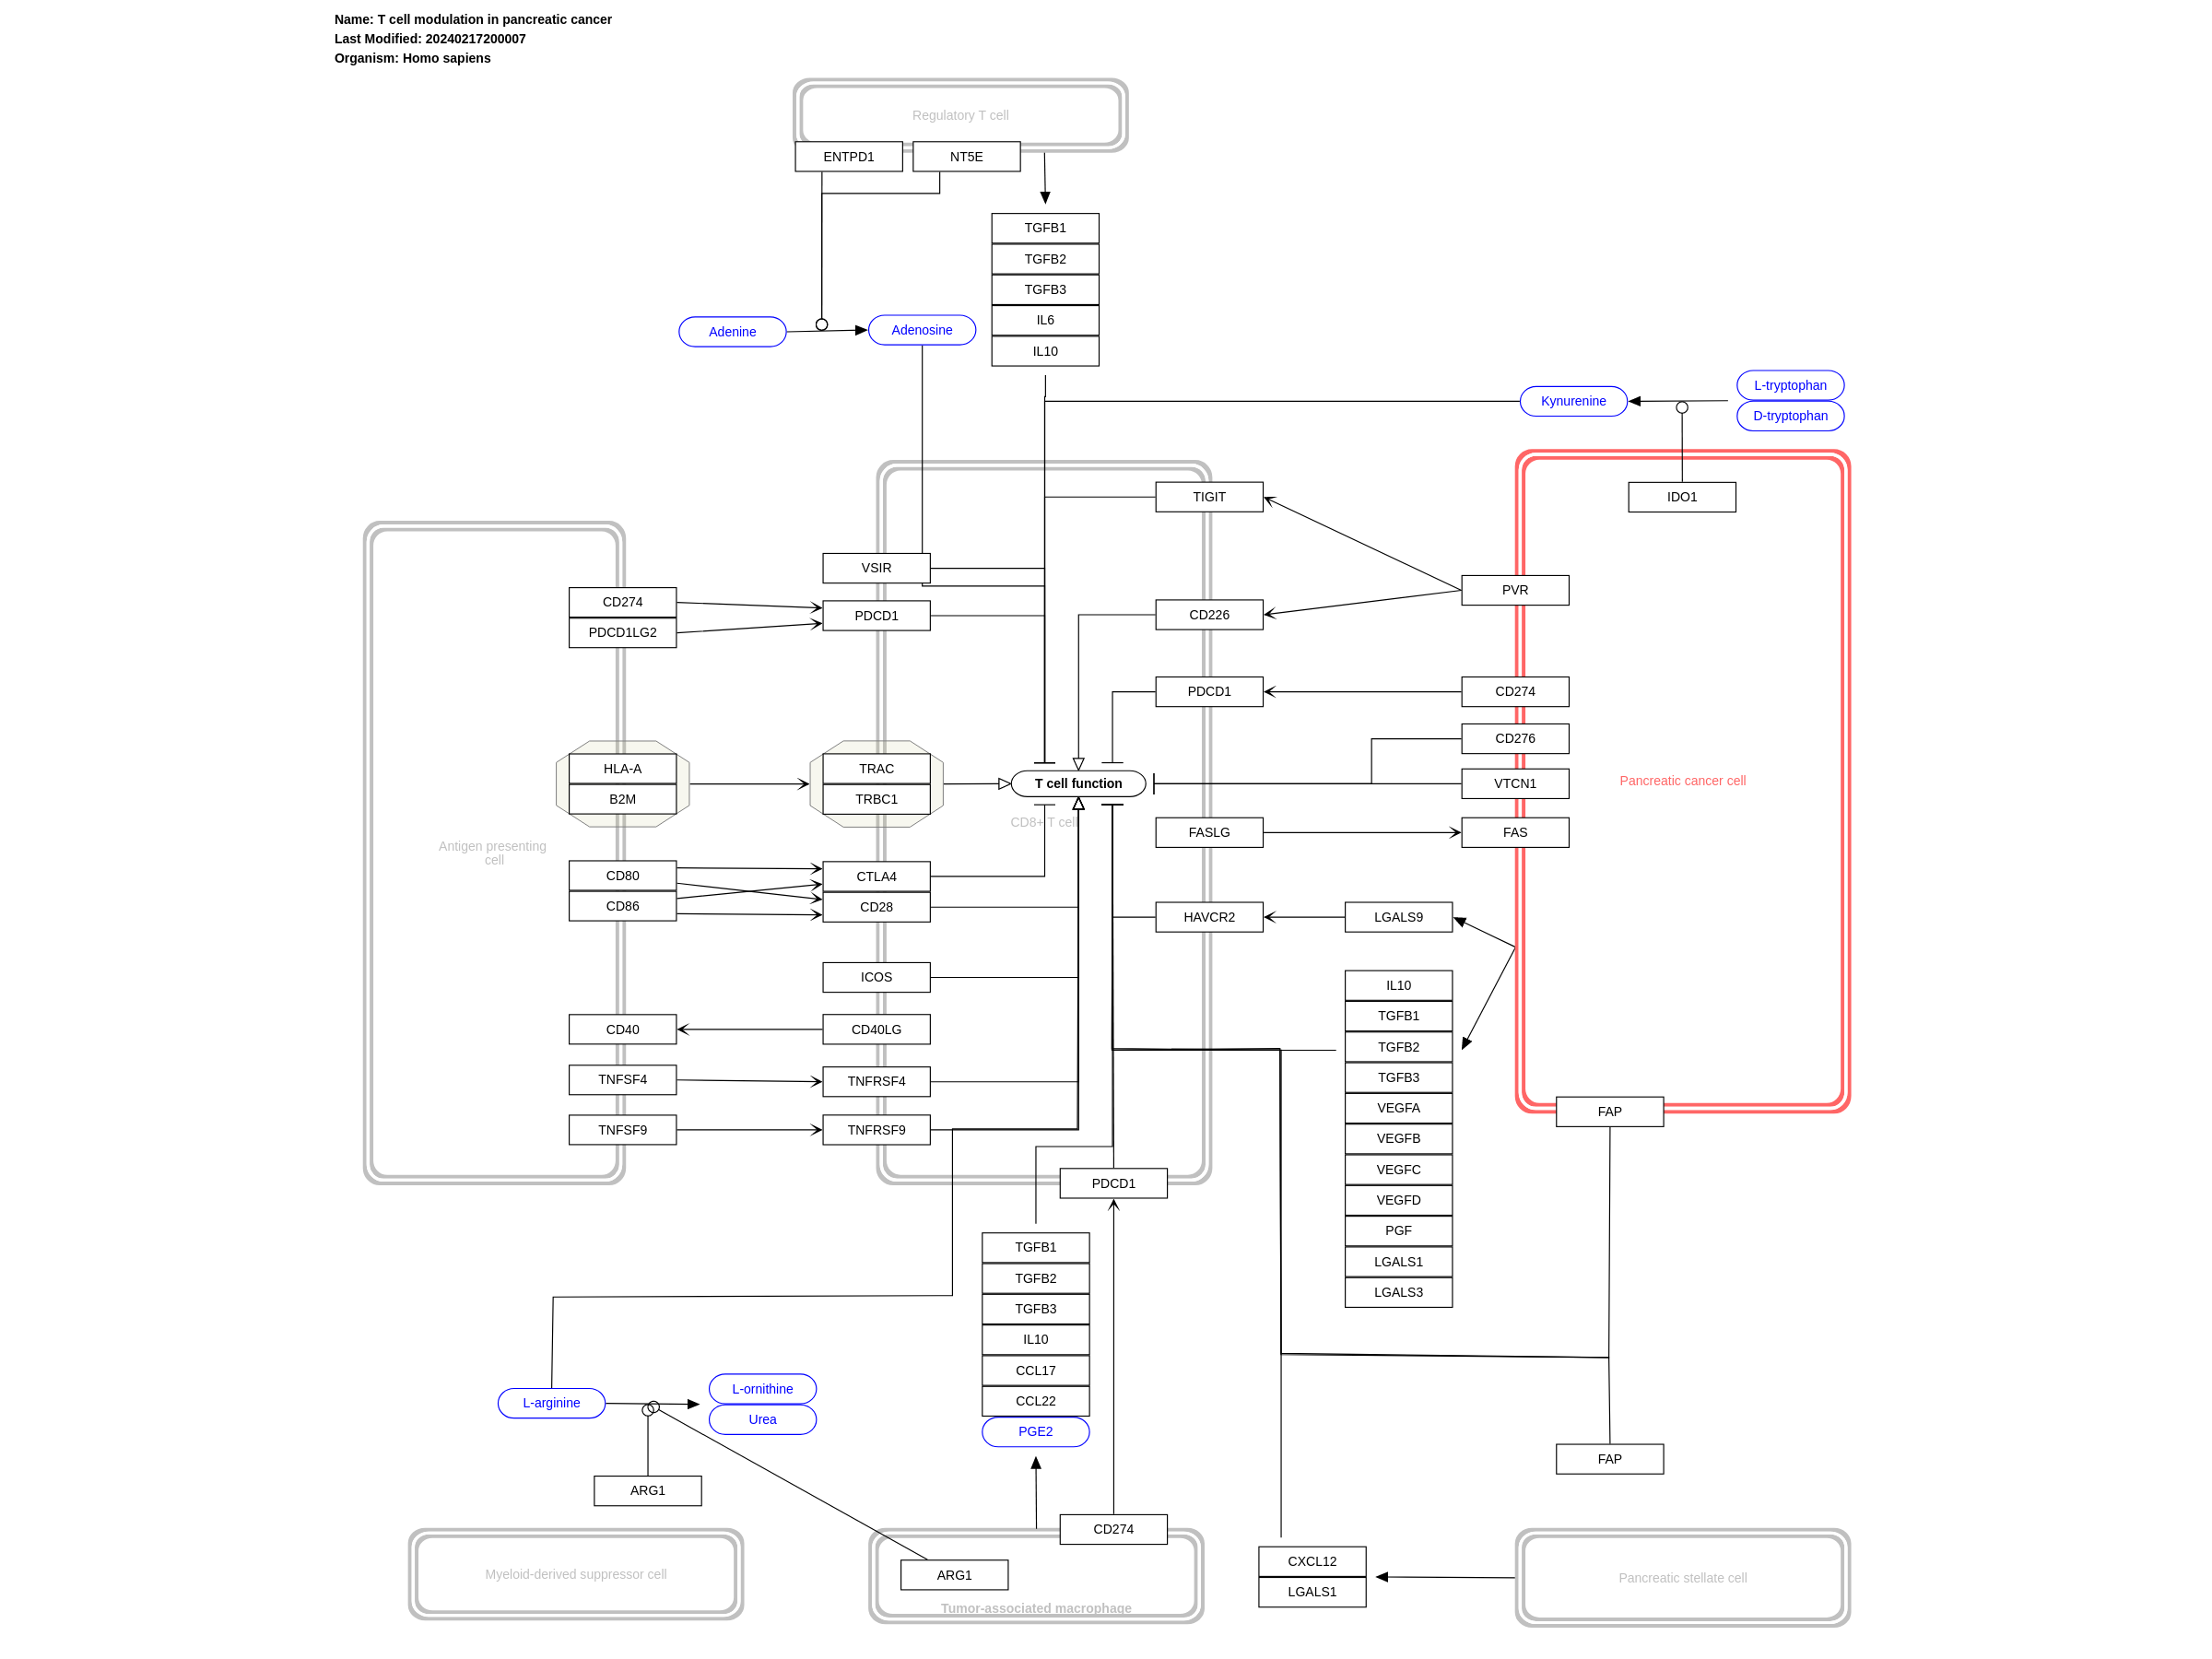 Name: T cell modulation in pancreatic cancer
Last Modified: 20240217200007
Organism: Homo sapiens
Regulatory T cell
ENTPD1
NT5E
TGFB1
TGFB2
TGFB3
IL6
IL10
Adenine
Adenosine
Kynurenine
L-tryptophan
D-tryptophan
IDO1
TIGIT
VSIR
PDCD1
CD274
PDCD1LG2
CD226
PVR
PDCD1
CD274
CD276
VTCN1
Pancreatic cancer cell
HLA-A
B2M
TRAC
TRBC1
T cell function
CD8+ T cell
FASLG
FAS
Antigen presenting
cell
CD80
CD86
CTLA4
CD28
HAVCR2
LGALS9
ICOS
CD40
CD40LG
TNFSF4
TNFRSF4
TNFSF9
TNFRSF9
IL10
TGFB1
TGFB2
TGFB3
VEGFA
VEGFB
VEGFC
VEGFD
PGF
LGALS1
LGALS3
FAP
PDCD1
TGFB1
TGFB2
TGFB3
IL10
CCL17
CCL22
PGE2
L-arginine
L-ornithine
Urea
ARG1
FAP
CD274
ARG1
Myeloid-derived suppressor cell
Tumor-associated macrophage
CXCL12
LGALS1
Pancreatic stellate cell